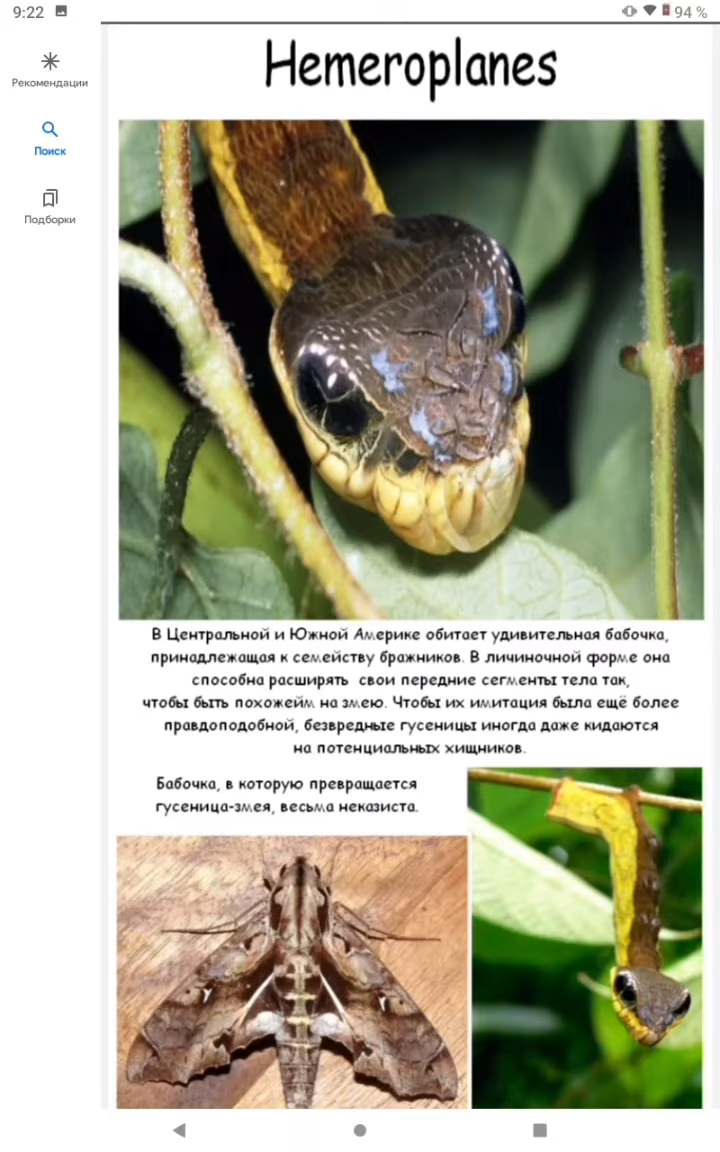 9:22
94 %
Рекомендации
Поиск
Подборки
Hemeroplanes
В Центральной и Южной Америке обитает удивительная бабочка,
принадлежащая к семейству бражников. В личиночной форме она
способна расширять свои передние сегменты тела так,
чтобы быть похожейм на змею. Чтобы их имитация была ещё более
правдоподобной, безвредные гусеницы иногда даже кидаются
на потенциальных хищников.
Бабочка, в которую превращается
гусеница-змея, весьма неказиста.